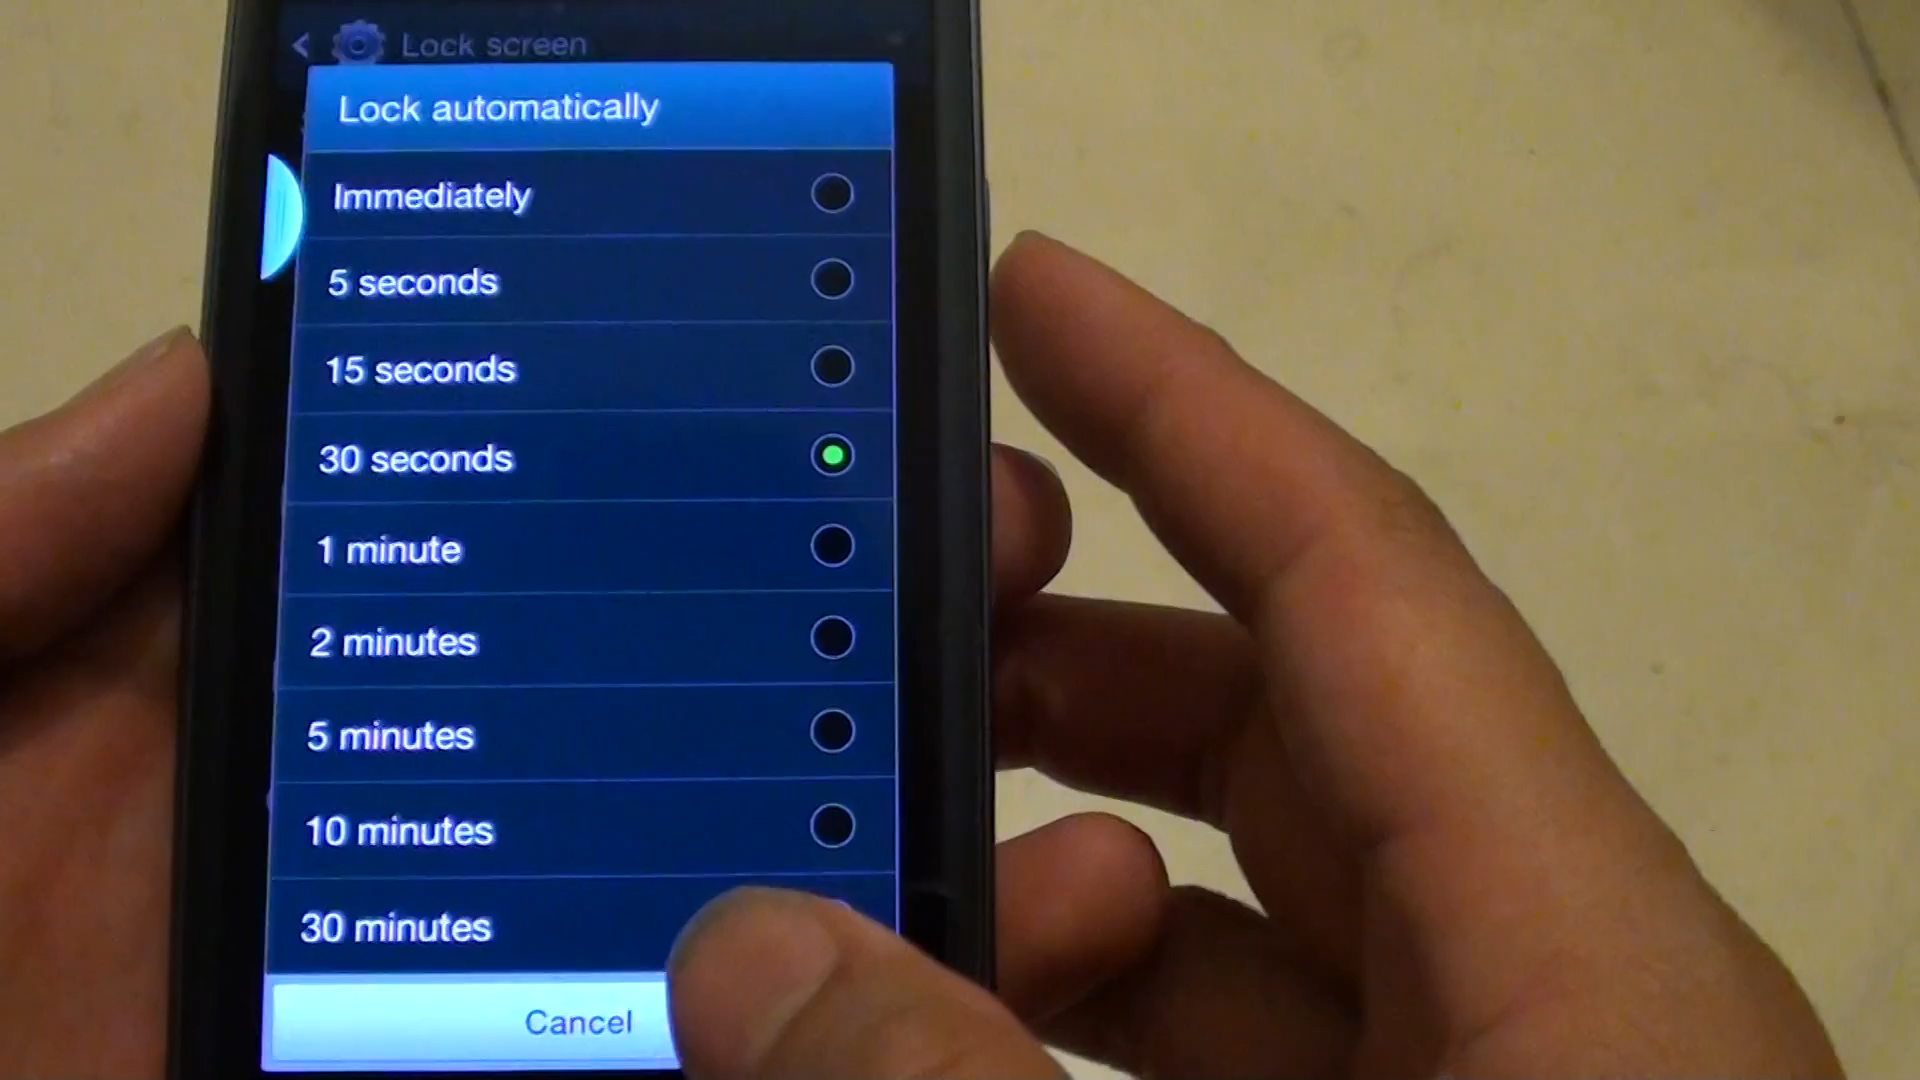 Lock screen
Lock automatically
Immediately
5 seconds
15 seconds
30 seconds
1 minute
2 minutes
5 minutes
10 minutes
30 minutes
Cancel